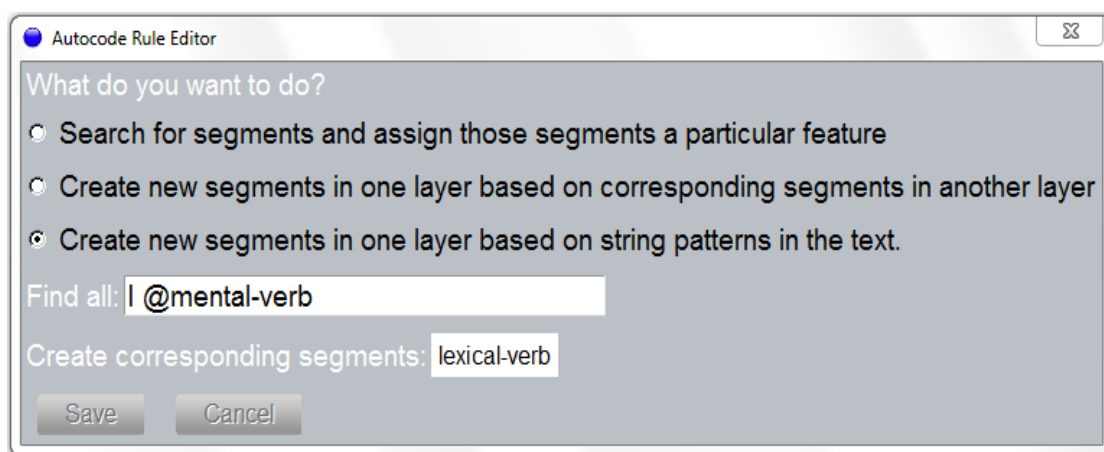 Autocode Rule Editor
What do you want to do?
Search for segments and assign those segments a particular feature
Create new segments in one layer based on corresponding segments in another layer
Create new segments in one layer based on string patterns in the text.
Find all: I @mental-verb
Create corresponding segments: lexical-verb
Save Cancel